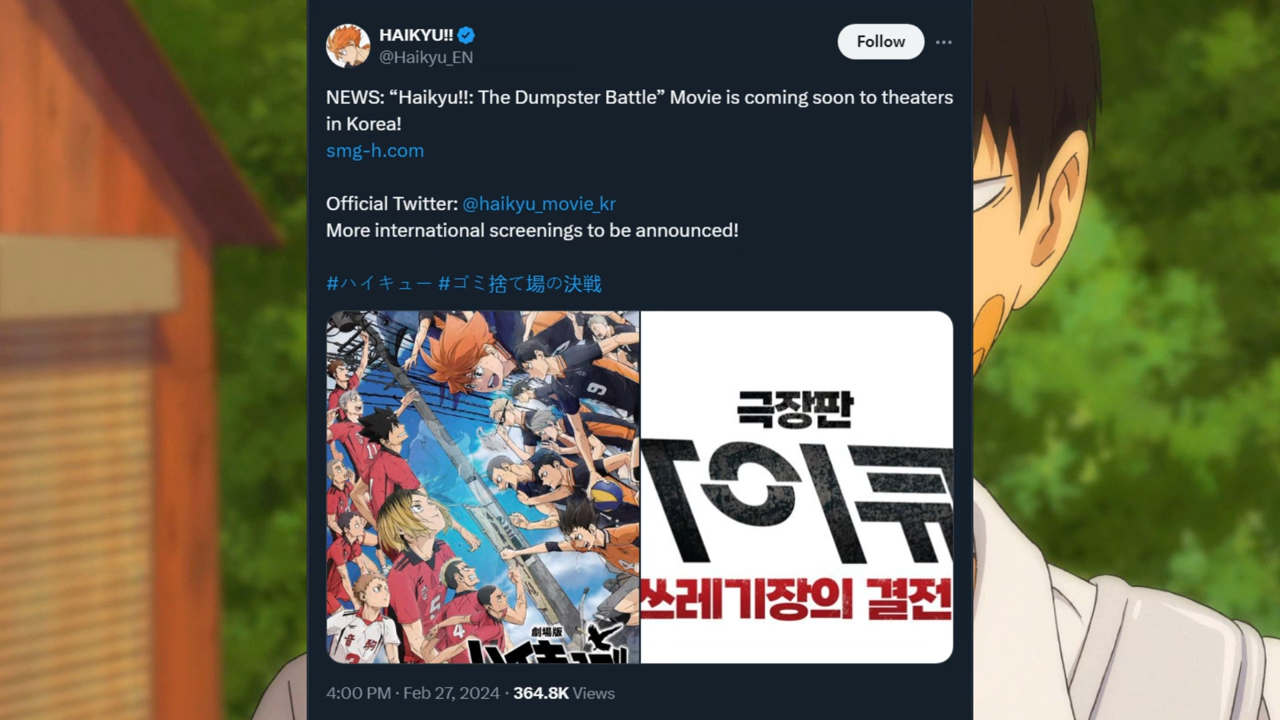 HAIKYU!!
@Haikyu_EN
Follow
NEWS: “Haikyu!!: The Dumpster Battle” Movie is coming soon to theaters
in Korea!
smg-h.com
Official Twitter: @haikyu_movie_kr
More international screenings to be announced!
#ハイキュー #ゴミ捨て場の決戦
9
4
劇場版
극장판
이큐
쓰레기장의 결전
4:00 PM · Feb 27, 2024 · 364.8K Views